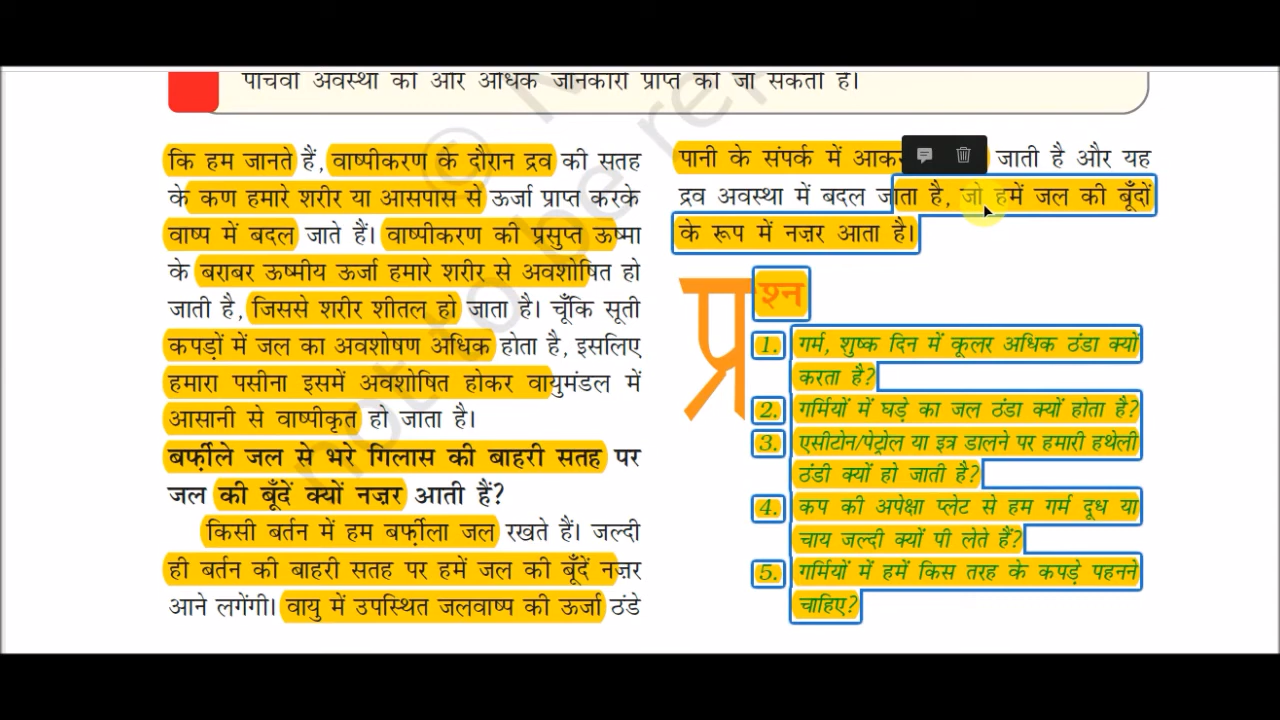 पाचवी अवस्था की और अधिक जानकारी प्राप्त की जा सकती है।
कि हम जानते हैं, वाष्पीकरण के दौरान द्रव की सतह
के कण हमारे शरीर या आसपास से ऊर्जा प्राप्त करके
वाष्प में बदल जाते हैं। वाष्पीकरण की प्रसुप्त ऊष्मा
के बराबर ऊष्मीय ऊर्जा हमारे शरीर से अवशोषित हो
जाती है, जिससे शरीर शीतल हो जाता है। चूँकि सूती
कपड़ों में जल का अवशोषण अधिक होता है, इसलिए
हमारा पसीना इसमें अवशोषित होकर वायुमंडल में
आसानी से वाष्पीकृत हो जाता है।
बर्फ़ीले जल से भरे गिलास की बाहरी सतह पर
जल की बूँदें क्यों नज़र आती हैं?
किसी बर्तन में हम बर्फ़ीला जल रखते हैं। जल्दी
ही बर्तन की बाहरी सतह पर हमें जल की बूँदें नज़र
आने लगेंगी। वायु में उपस्थित जलवाष्प की ऊर्जा ठंडे
पानी के संपर्क में आकर जाती है और यह
द्रव अवस्था में बदल जाता है, जो हमें जल की बूँदों
के रूप में नज़र आता है।
प्रश्न
1. गर्म, शुष्क दिन में कूलर अधिक ठंडा क्यों
करता है?
2. गर्मियों में घड़े का जल ठंडा क्यों होता है?
3. एसीटोन/पेट्रोल या इत्र डालने पर हमारी हथेली
ठंडी क्यों हो जाती है?
4. कप की अपेक्षा प्लेट से हम गर्म दूध या
चाय जल्दी क्यों पी लेते हैं?
5. गर्मियों में हमें किस तरह के कपड़े पहनने
चाहिए?
not to be re